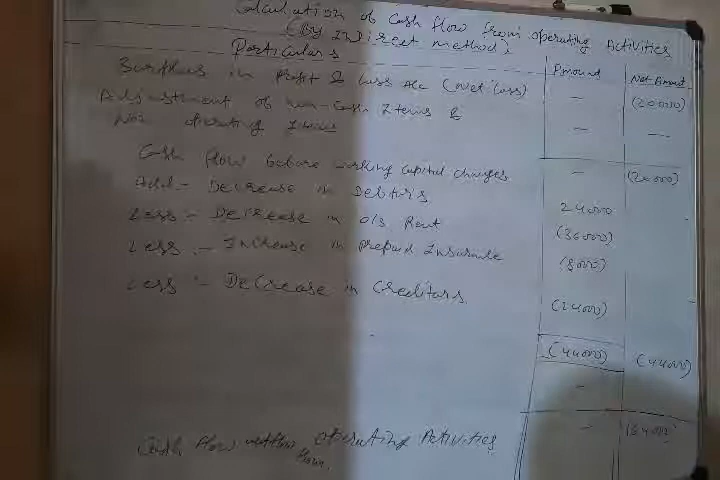 Calculation of Cash flow from operating Activities
(By InDirect method)
Particulars Amount Net Amount
Surplus in Profit & Loss A/c (Net Loss) — (20000)
Adjustment of non-Cash Items &
Non operating Items — —
Cash flow before working capital changes — (20000)
Add:- Decrease in Debtors 24000
Less:- Decrease in o/s Rent (36000)
Less:- Increase in prepaid Insurance (8000)
Less:- Decrease in Creditors (24000)
(44000) (44000)
-
Cash flow from operating Activities - (64000)